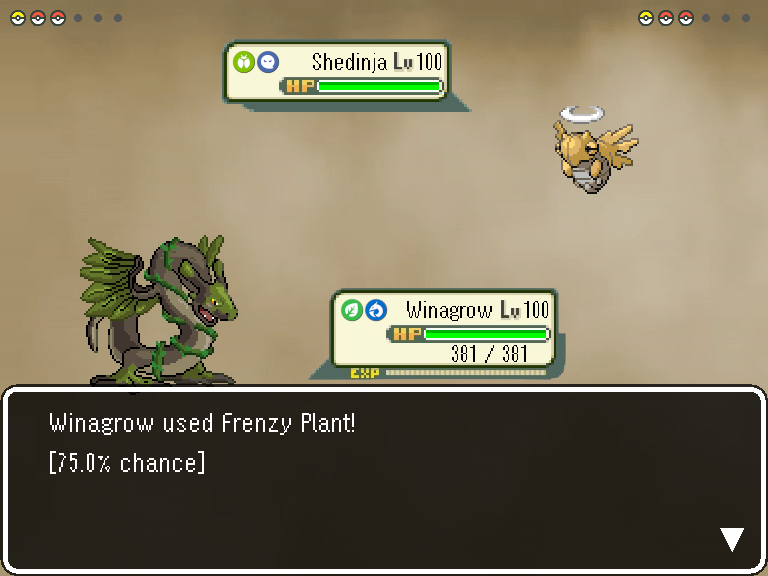 Shedinja Lv100
HP
Winagrow Lv100
HP
381 / 381
EXP
Winagrow used Frenzy Plant!
[75.0% chance]